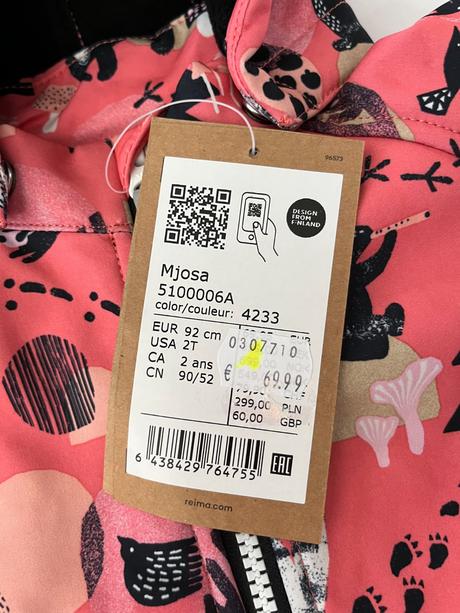 96573
DESIGN
FROM
FINLAND
Mjosa
5100006A
color/couleur: 4233
EUR 92 cm
USA 2T
CA 2 ans
CN 90/52
0307710
€ 69,99
299,00 PLN
60,00 GBP
6 438429 764755
EAC
reima.com